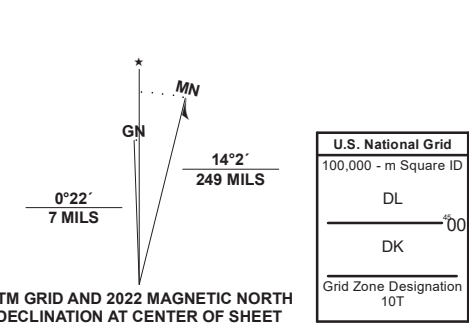 ★
MN
GN
14°2´
249 MILS
0°22´
7 MILS
TM GRID AND 2022 MAGNETIC NORTH
DECLINATION AT CENTER OF SHEET
U.S. National Grid
100,000 - m Square ID
DL
⁴⁵00
DK
Grid Zone Designation
10T